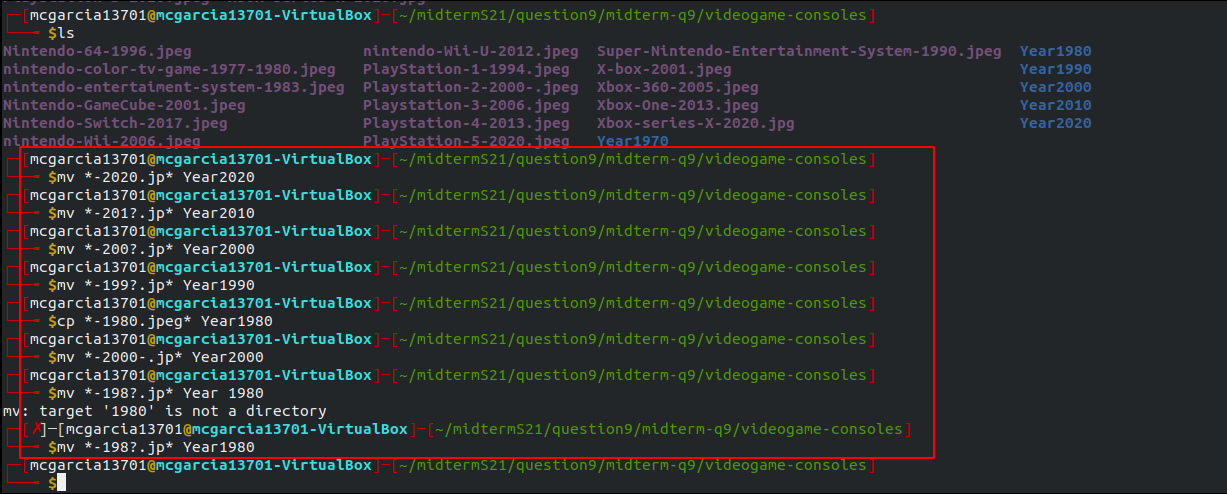 [mcgarcia13701@mcgarcia13701-VirtualBox]-[~/midtermS21/question9/midterm-q9/videogame-consoles]
$ls
Nintendo-64-1996.jpeg nintendo-Wii-U-2012.jpeg Super-Nintendo-Entertainment-System-1990.jpeg Year1980
nintendo-color-tv-game-1977-1980.jpeg PlayStation-1-1994.jpeg X-box-2001.jpeg Year1990
nintendo-entertaiment-system-1983.jpeg PlayStation-2-2000-.jpeg Xbox-360-2005.jpeg Year2000
Nintendo-GameCube-2001.jpeg Playstation-3-2006.jpeg Xbox-One-2013.jpeg Year2010
Nintendo-Switch-2017.jpeg Playstation-4-2013.jpeg Xbox-series-X-2020.jpg Year2020
nintendo-Wii-2006.jpeg PlayStation-5-2020.jpeg Year1970
[mcgarcia13701@mcgarcia13701-VirtualBox]-[~/midtermS21/question9/midterm-q9/videogame-consoles]
$mv *-2020.jp* Year2020
[mcgarcia13701@mcgarcia13701-VirtualBox]-[~/midtermS21/question9/midterm-q9/videogame-consoles]
$mv *-201?.jp* Year2010
[mcgarcia13701@mcgarcia13701-VirtualBox]-[~/midtermS21/question9/midterm-q9/videogame-consoles]
$mv *-200?.jp* Year2000
[mcgarcia13701@mcgarcia13701-VirtualBox]-[~/midtermS21/question9/midterm-q9/videogame-consoles]
$mv *-199?.jp* Year1990
[mcgarcia13701@mcgarcia13701-VirtualBox]-[~/midtermS21/question9/midterm-q9/videogame-consoles]
$cp *-1980.jpeg* Year1980
[mcgarcia13701@mcgarcia13701-VirtualBox]-[~/midtermS21/question9/midterm-q9/videogame-consoles]
$mv *-2000-.jp* Year2000
[mcgarcia13701@mcgarcia13701-VirtualBox]-[~/midtermS21/question9/midterm-q9/videogame-consoles]
$mv *-198?.jp* Year 1980
mv: target '1980' is not a directory
[✗]-[mcgarcia13701@mcgarcia13701-VirtualBox]-[~/midtermS21/question9/midterm-q9/videogame-consoles]
$mv *-198?.jp* Year1980
[mcgarcia13701@mcgarcia13701-VirtualBox]-[~/midtermS21/question9/midterm-q9/videogame-consoles]
$